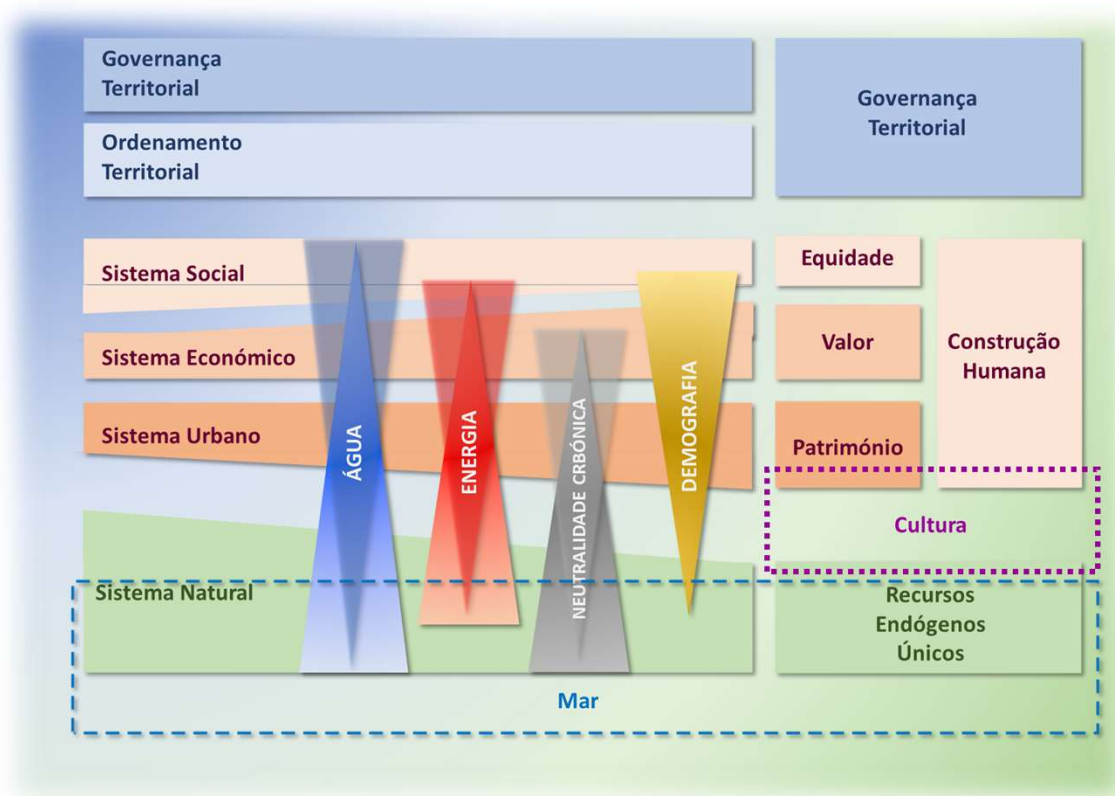 Governança
Territorial
Governança
Territorial
Ordenamento
Territorial
Sistema Social
Equidade
Sistema Económico
Valor
Construção
Humana
Sistema Urbano
Património
ÁGUA
ENERGIA
NEUTRALIDADE CRBÓNICA
DEMOGRAFIA
Cultura
Sistema Natural
Recursos
Endógenos
Únicos
Mar